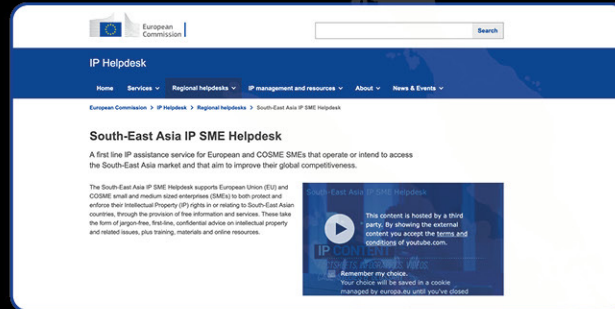 European
Commission
Search
IP Helpdesk
Home Services Regional helpdesks IP management and resources About News & Events
European Commission > IP Helpdesk > Regional helpdesks > South-East Asia IP SME Helpdesk
South-East Asia IP SME Helpdesk
A first line IP assistance service for European and COSME SMEs that operate or intend to access
the South-East Asia market and that aim to improve their global competitiveness.
The South-East Asia IP SME Helpdesk supports European Union (EU) and
COSME small and medium sized enterprises (SMEs) to both protect and
enforce their Intellectual Property (IP) rights in or relating to South-East Asian
countries, through the provision of free information and services. These take
the form of jargon-free, first-line, confidential advice on intellectual property
and related issues, plus training, materials and online resources.
South-East Asia IP SME Helpdesk
This content is hosted by a third
party. By showing the external
content you accept the terms and
conditions of youtube.com.
IP CONTENT
Remember my choice.
Your choice will be saved in a cookie
managed by europa.eu until you've closed